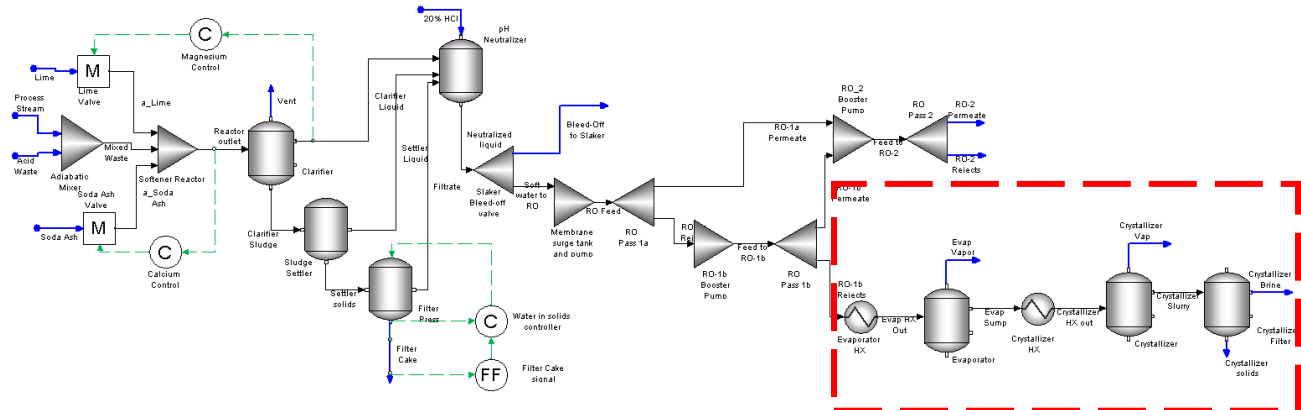 20% HCl
pH
Neutralizer
C
Magnesium
Control
Lime
M
Lime
Valve
a_Lime
Process
Stream
Acid
Waste
Adiabatic
Mixer
Mixed
Waste
Softener Reactor
Reactor
outlet
Vent
Clarifier
Clarifier
Liquid
Settler
Liquid
Soda Ash
Valve
a_Soda
Ash
Soda Ash
M
C
Calcium
Control
Clarifier
Sludge
Sludge
Settler
Settler
solids
Filter
Press
Filtrate
Filter
Cake
C
Water in solids
controller
FF
Filter Cake
signal
Neutralized
liquid
Slaker
Bleed-off
valve
Bleed-Off
to Slaker
Soft
water to
RO
Membrane
surge tank
and pump
RO Feed
RO
Pass 1a
RO-1a
Permeate
RO-1b
Booster
Pump
Feed to
RO-1b
RO
Pass 1b
RO-1b
Permeate
RO_2
Booster
Pump
Feed to RO-2
RO
Pass 2
RO-2
Permeate
RO-2
Rejects
RO-1b
Rejects
Evaporator
HX
Evap HX
Out
Evap
Vapor
Evaporator
Evap
Sump
Crystallizer
HX
Crystallizer
HX out
Crystallizer
Vap
Crystallizer
Crystallizer
Slurry
Crystallizer
Brine
Crystallizer
Filter
Crystallizer
solids